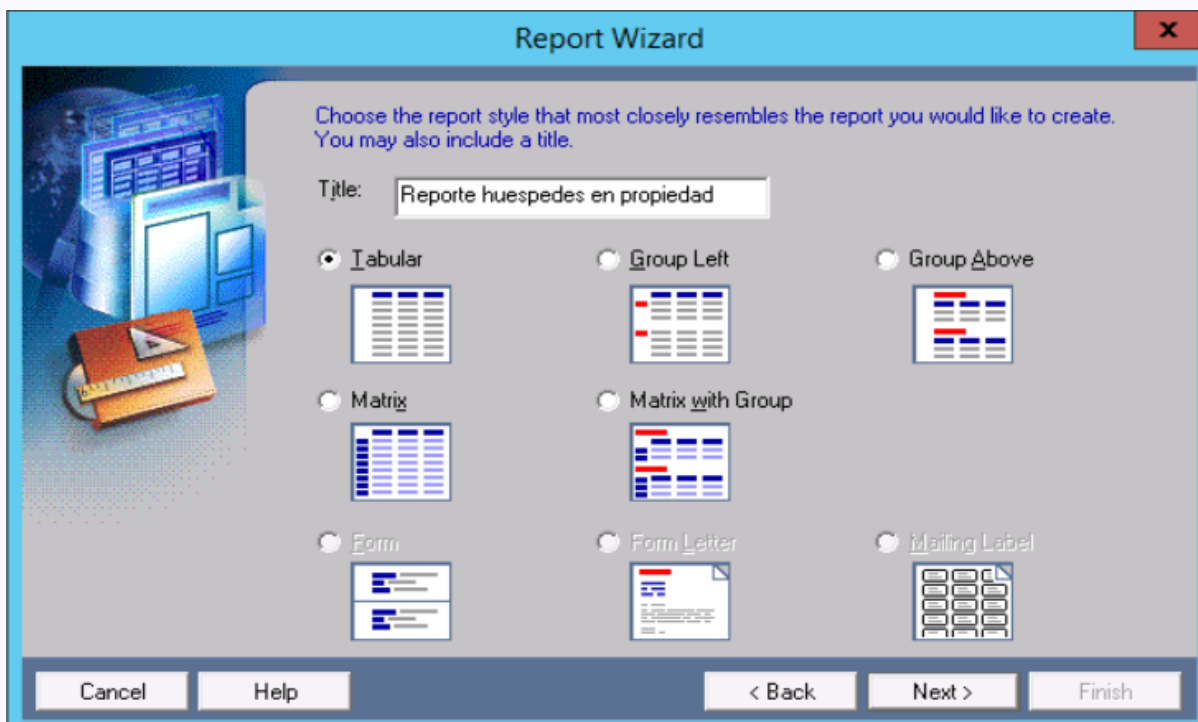 Report Wizard
x
Choose the report style that most closely resembles the report you would like to create.
You may also include a title.
Title: Reporte huespedes en propiedad
Tabular Group Left Group Above
Matrix Matrix with Group
Form Form Letter Mailing Label
Cancel Help < Back Next > Finish